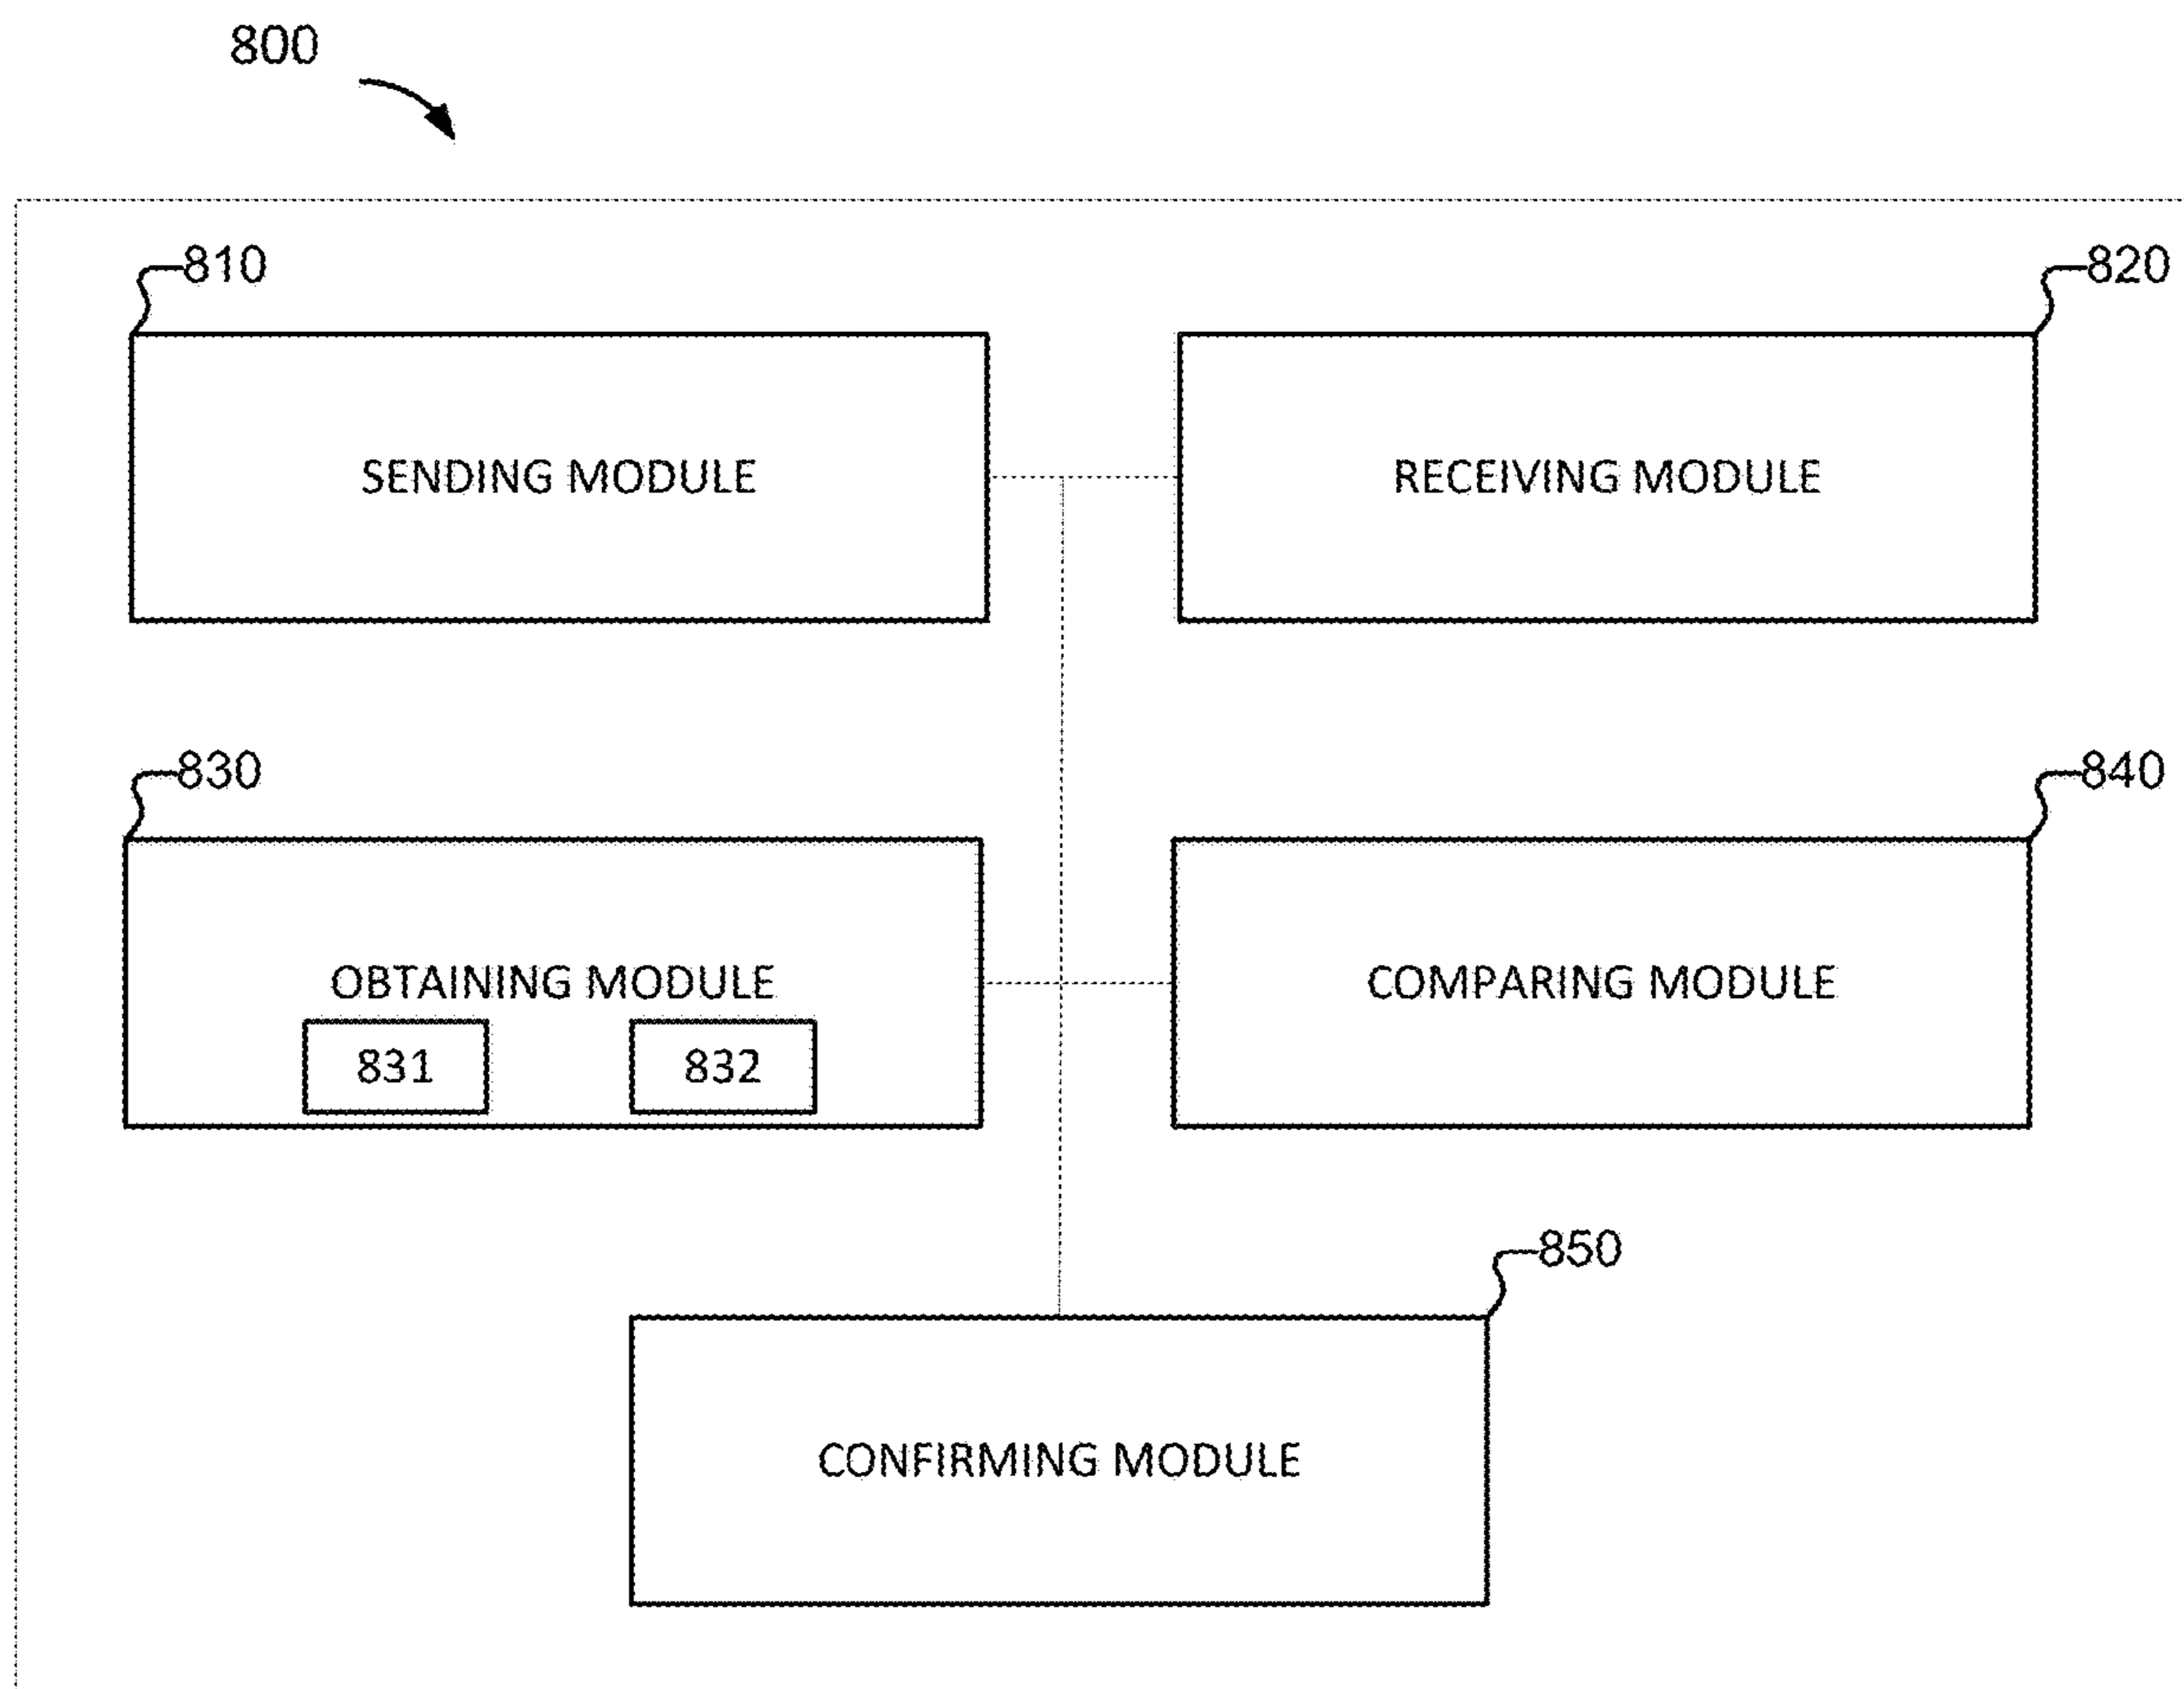 800
810
820
SENDING MODULE
RECEIVING MODULE
830
840
OBTAINING MODULE
COMPARING MODULE
831
832
850
CONFIRMING MODULE